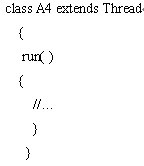 class A4 extends Thread
{
run( )
{
//...
}
}